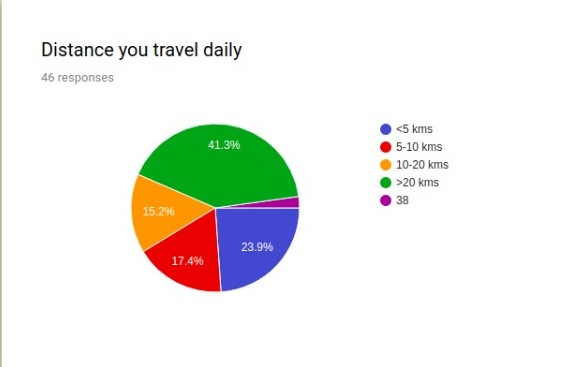 Distance you travel daily
46 responses
41.3%
15.2%
17.4%
23.9%
<5 kms
5-10 kms
10-20 kms
>20 kms
38